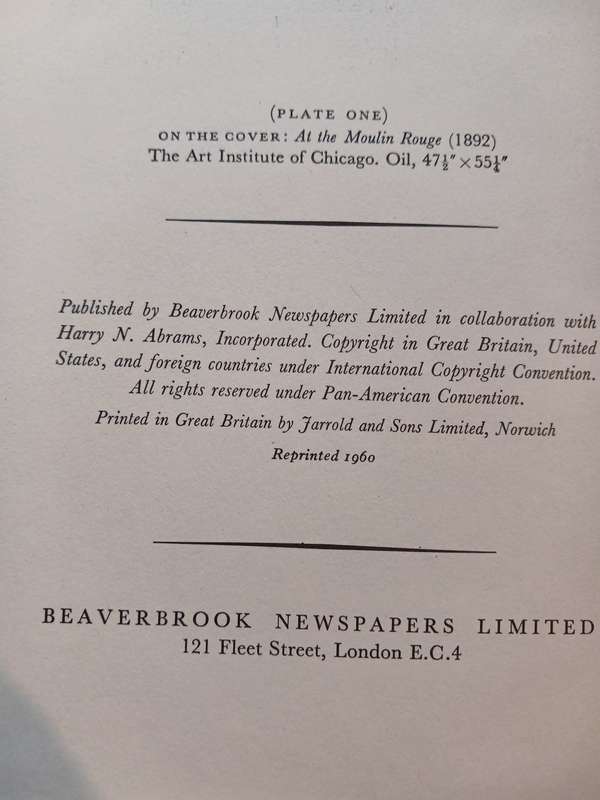 (PLATE ONE)
ON THE COVER: At the Moulin Rouge (1892)
The Art Institute of Chicago. Oil, 47½″ × 55¼″
Published by Beaverbrook Newspapers Limited in collaboration with
Harry N. Abrams, Incorporated. Copyright in Great Britain, United
States, and foreign countries under International Copyright Convention.
All rights reserved under Pan-American Convention.
Printed in Great Britain by Jarrold and Sons Limited, Norwich
Reprinted 1960
BEAVERBROOK NEWSPAPERS LIMITED
121 Fleet Street, London E.C.4